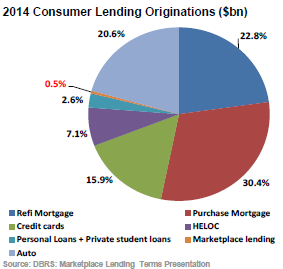 2014 Consumer Lending Originations ($bn)
20.6%
22.8%
0.5%
2.6%
7.1%
15.9%
30.4%
Refi Mortgage
Purchase Mortgage
Credit cards
HELOC
Personal Loans + Private student loans
Marketplace lending
Auto
Source: DBRS: Marketplace Lending Terms Presentation